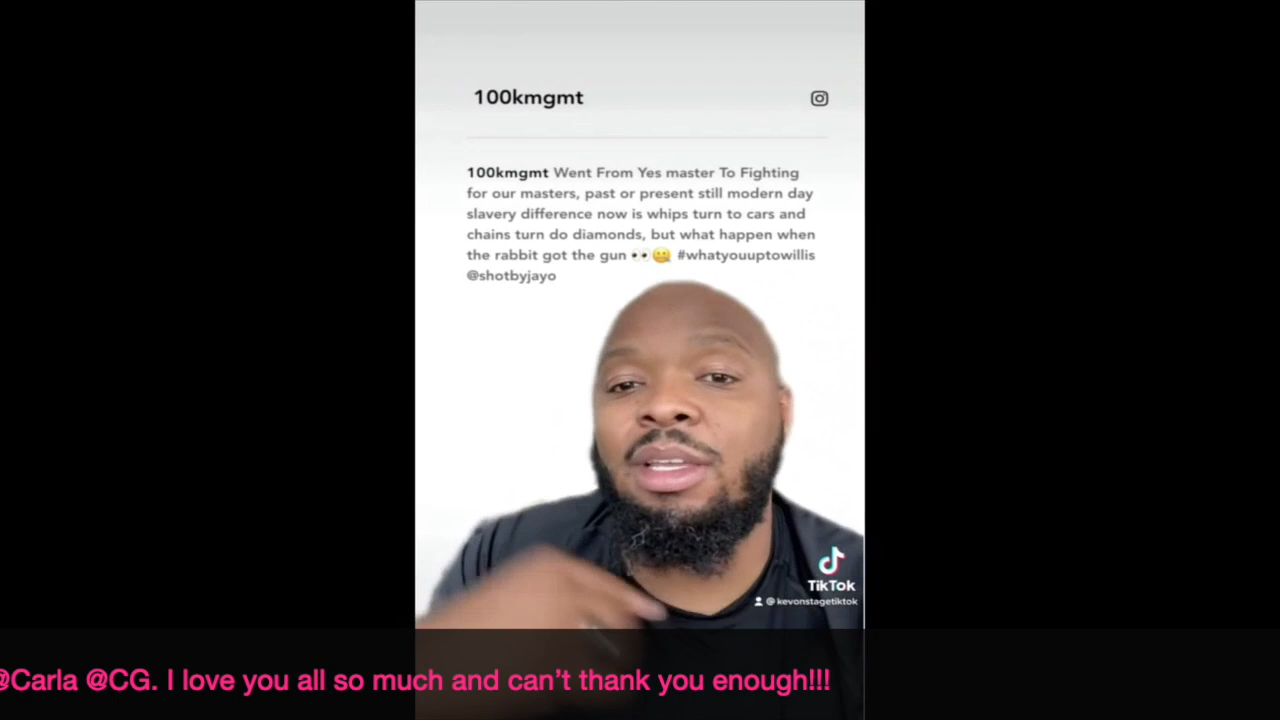 100kmgmt
100kmgmt Went From Yes master To Fighting
for our masters, past or present still modern day
slavery difference now is whips turn to cars and
chains turn do diamonds, but what happen when
the rabbit got the gun 👀🤐 #whatyouuptowillis
@shotbyjayo
TikTok
@kevonstagetiktok
@Carla @CG. I love you all so much and can’t thank you enough!!!